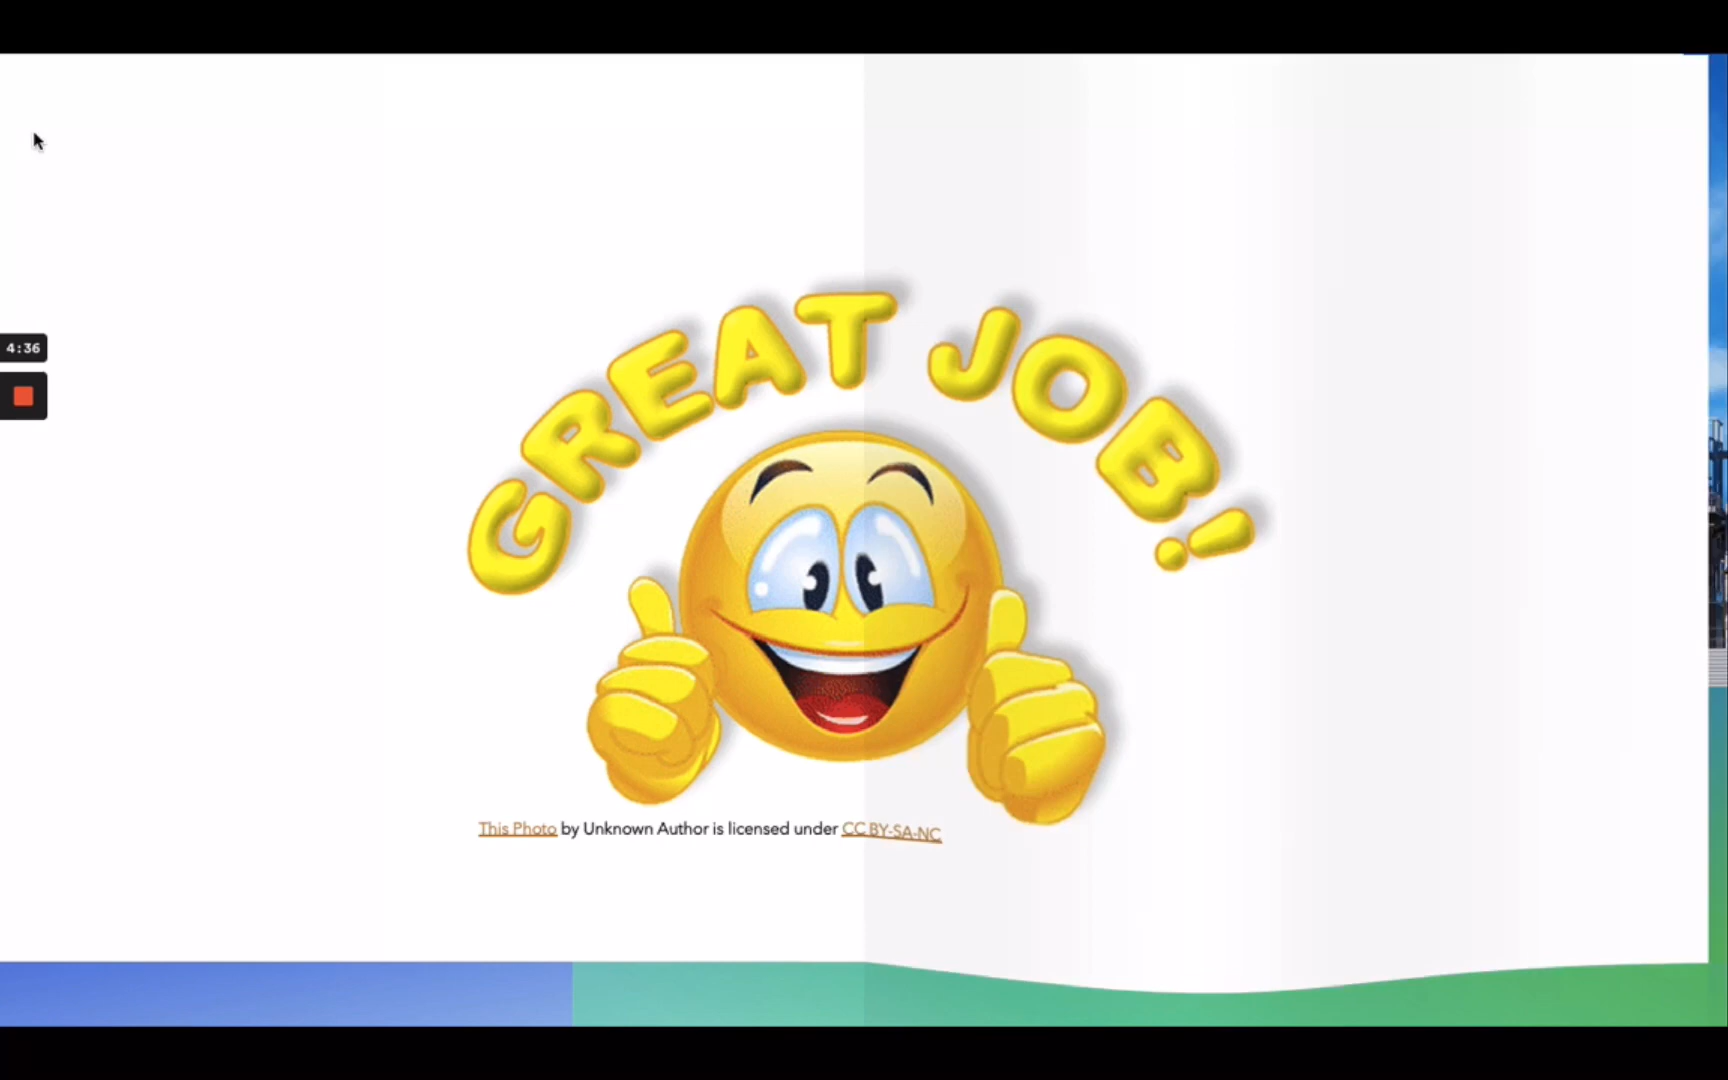 GREAT JOB!
4:36
This Photo by Unknown Author is licensed under CC BY-SA-NC